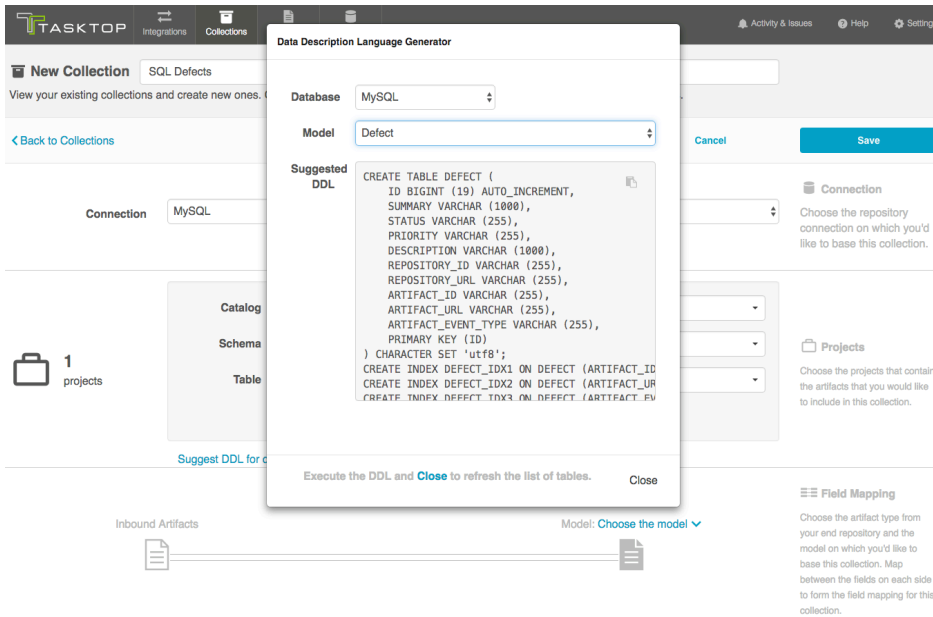 TASKTOP
Integrations
Collections
Activity & Issues
Help
Setting
New Collection
SQL Defects
View your existing collections and create new ones.
Back to Collections
Cancel
Save
Data Description Language Generator
Database
MySQL
Model
Defect
Suggested
DDL
CREATE TABLE DEFECT (
ID BIGINT (19) AUTO_INCREMENT,
SUMMARY VARCHAR (1000),
STATUS VARCHAR (255),
PRIORITY VARCHAR (255),
DESCRIPTION VARCHAR (1000),
REPOSITORY_ID VARCHAR (255),
REPOSITORY_URL VARCHAR (255),
ARTIFACT_ID VARCHAR (255),
ARTIFACT_URL VARCHAR (255),
ARTIFACT_EVENT_TYPE VARCHAR (255),
PRIMARY KEY (ID)
) CHARACTER SET 'utf8';
CREATE INDEX DEFECT_IDX1 ON DEFECT (ARTIFACT_ID
CREATE INDEX DEFECT_IDX2 ON DEFECT (ARTIFACT_UR
CREATE INDEX DEFECT_IDX3 ON DEFECT (ARTIFACT_EV
Execute the DDL and Close to refresh the list of tables.
Close
Connection
MySQL
Connection
Choose the repository
connection on which you'd
like to base this collection.
1
projects
Catalog
Schema
Table
Suggest DDL for
Projects
Choose the projects that contain
the artifacts that you would like
to include in this collection.
Inbound Artifacts
Model: Choose the model
Field Mapping
Choose the artifact type from
your end repository and the
model on which you'd like to
base this collection. Map
between the fields on each side
to form the field mapping for this
collection.